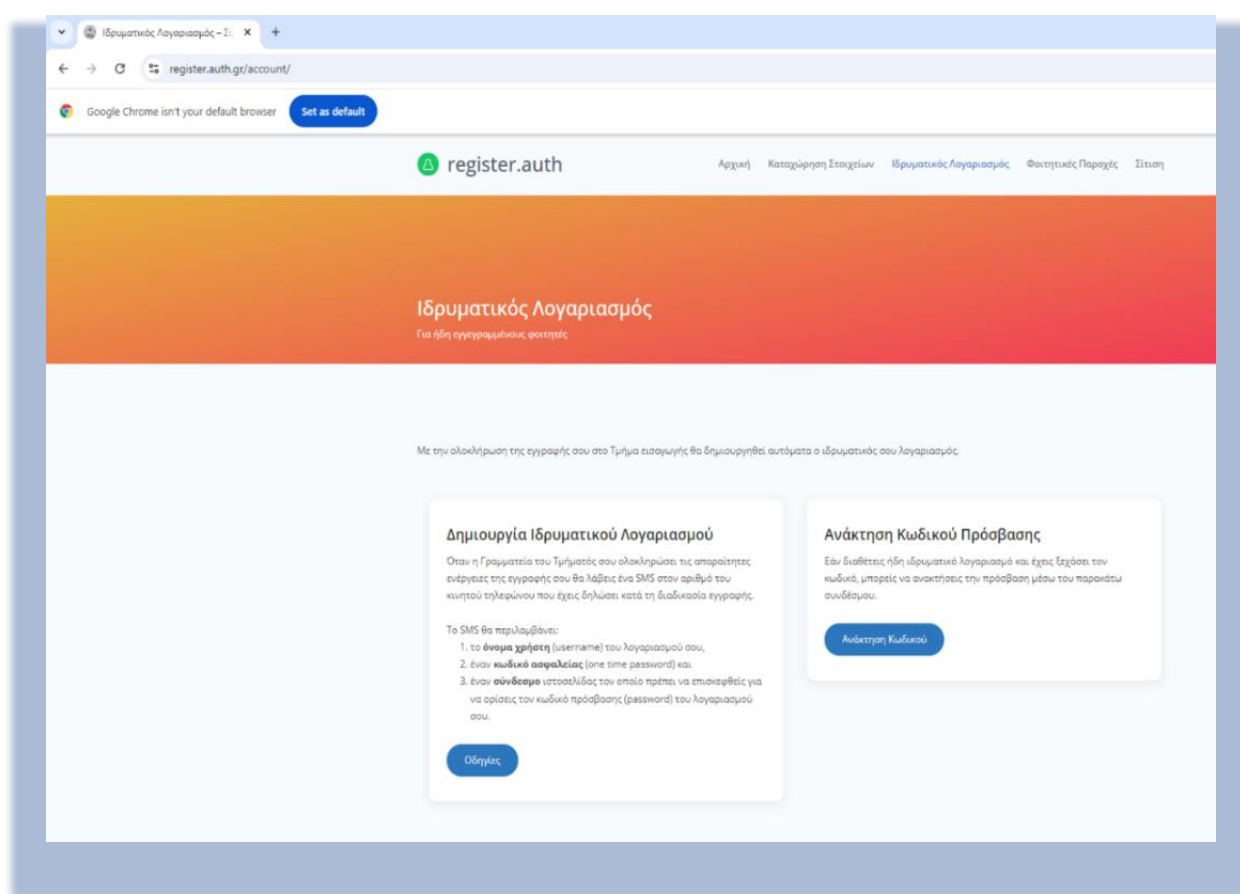 Ιδρυματικός Λογαριασμός – Σύ
register.auth.gr/account/
Google Chrome isn't your default browser Set as default
register.auth Αρχική Καταχώρηση Στοιχείων Ιδρυματικός Λογαριασμός Φοιτητικές Παροχές Σίτιση
Ιδρυματικός Λογαριασμός
Για ήδη εγγεγραμμένους φοιτητές
Με την ολοκλήρωση της εγγραφής σου στο Τμήμα εισαγωγής θα δημιουργηθεί αυτόματα ο ιδρυματικός σου λογαριασμός.
Δημιουργία Ιδρυματικού Λογαριασμού
Όταν η Γραμματεία του Τμήματός σου ολοκληρώσει τις απαραίτητες
ενέργειες της εγγραφής σου θα λάβεις ένα SMS στον αριθμό του
κινητού τηλεφώνου που έχεις δηλώσει κατά τη διαδικασία εγγραφής.
Το SMS θα περιλαμβάνει:
1. το όνομα χρήστη (username) του λογαριασμού σου,
2. έναν κωδικό ασφαλείας (one time password) και
3. έναν σύνδεσμο ιστοσελίδας τον οποίο πρέπει να επισκεφθείς για
να ορίσεις τον κωδικό πρόσβασης (password) του λογαριασμού
σου.
Οδηγίες
Ανάκτηση Κωδικού Πρόσβασης
Εάν διαθέτεις ήδη ιδρυματικό λογαριασμό και έχεις ξεχάσει τον
κωδικό, μπορείς να ανακτήσεις την πρόσβαση μέσω του παρακάτω
συνδέσμου.
Ανάκτηση Κωδικού